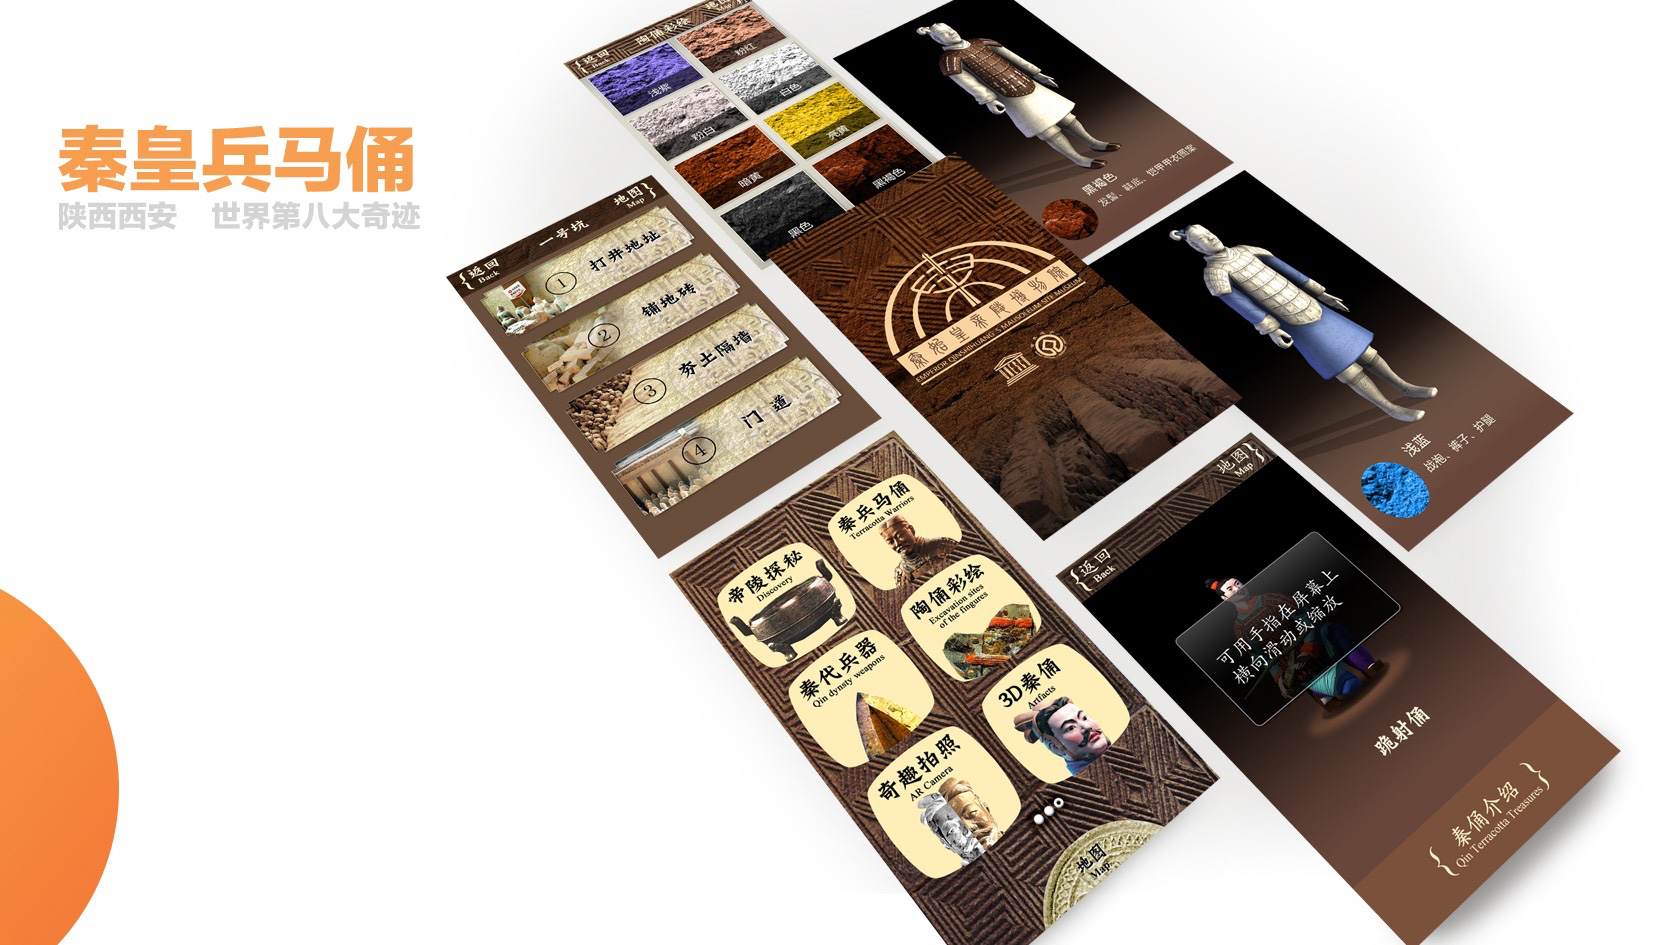 秦皇兵马俑
陕西西安 世界第八大奇迹
返回
Back
陶俑彩绘
地图
Map
浅紫
粉红
粉白
白色
暗黄
亮黄
黑色
黑褐色
黑褐色
发髻、鞋底、铠甲甲衣图案
返回
Back
一号坑
地图
Map
1
打井地址
2
铺地砖
3
夯土隔墙
4
门道
秦始皇帝陵博物院
EMPEROR QINSHIHUANG'S MAUSOLEUM SITE MUSEUM
浅蓝
战袍、裤子、护腿
秦兵马俑
Terracotta Warriors
帝陵探秘
Discovery
陶俑彩绘
Excavation sites
of the fingures
秦代兵器
Qin dynsty weapons
3D秦俑
Artfacts
奇趣拍照
AR Camera
地图
Map
返回
Back
地图
Map
可用手指在屏幕上
横向滑动或缩放
跪射俑
秦俑介绍
Qin Terracotta Treasures